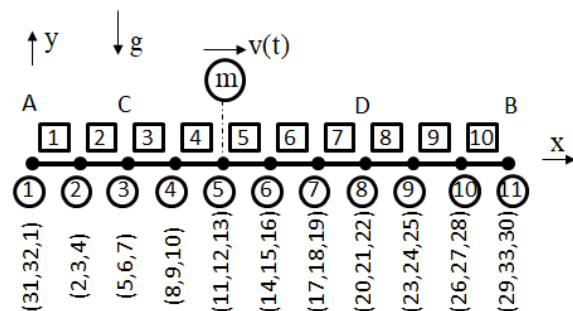 y
g
v(t)
m
A C D B
1 2 3 4 5 6 7 8 9 10
x
1 2 3 4 5 6 7 8 9 10 11
(31,32,1)
(2,3,4)
(5,6,7)
(8,9,10)
(11,12,13)
(14,15,16)
(17,18,19)
(20,21,22)
(23,24,25)
(26,27,28)
(29,33,30)